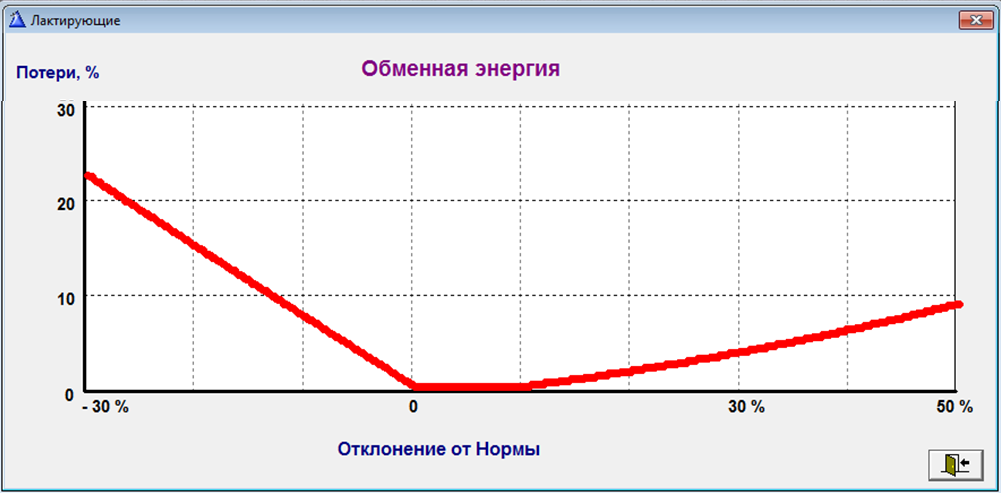 Лактирующие
Потери, %
Обменная энергия
30
20
10
0
- 30 %
0
30 %
50 %
Отклонение от Нормы